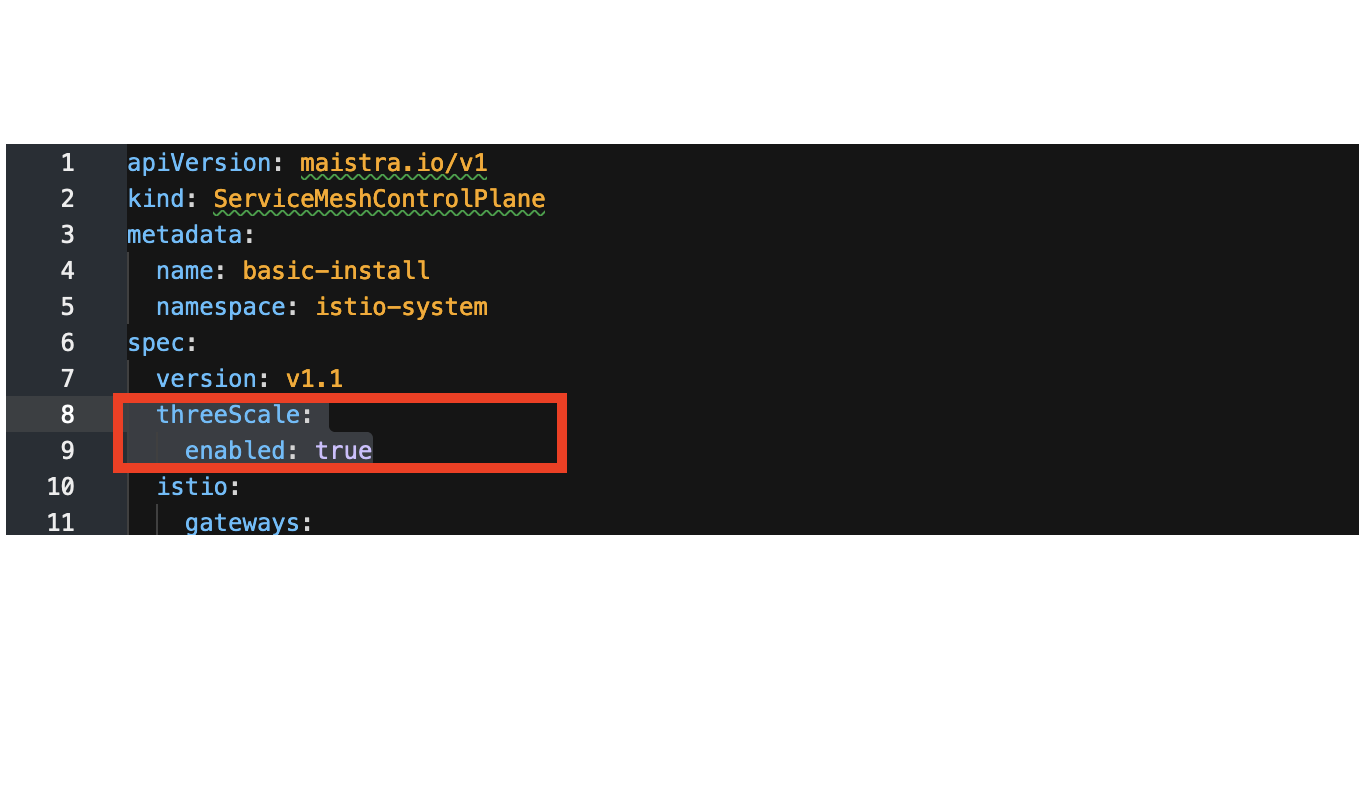 1 apiVersion: maistra.io/v1
2 kind: ServiceMeshControlPlane
3 metadata:
4   name: basic-install
5   namespace: istio-system
6 spec:
7   version: v1.1
8   threeScale:
9     enabled: true
10   istio:
11     gateways: